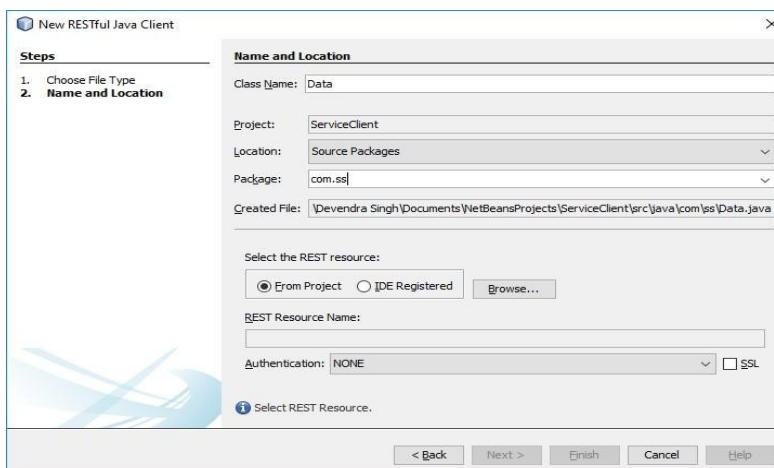 New RESTful Java Client
Steps
1. Choose File Type
2. Name and Location
Name and Location
Class Name: Data
Project: ServiceClient
Location: Source Packages
Package: com.ss
Created File: \Devendra Singh\Documents\NetBeansProjects\ServiceClient\src\java\com\ss\Data.java
Select the REST resource:
From Project IDE Registered Browse...
REST Resource Name:
Authentication: NONE SSL
Select REST Resource.
< Back Next > Finish Cancel Help